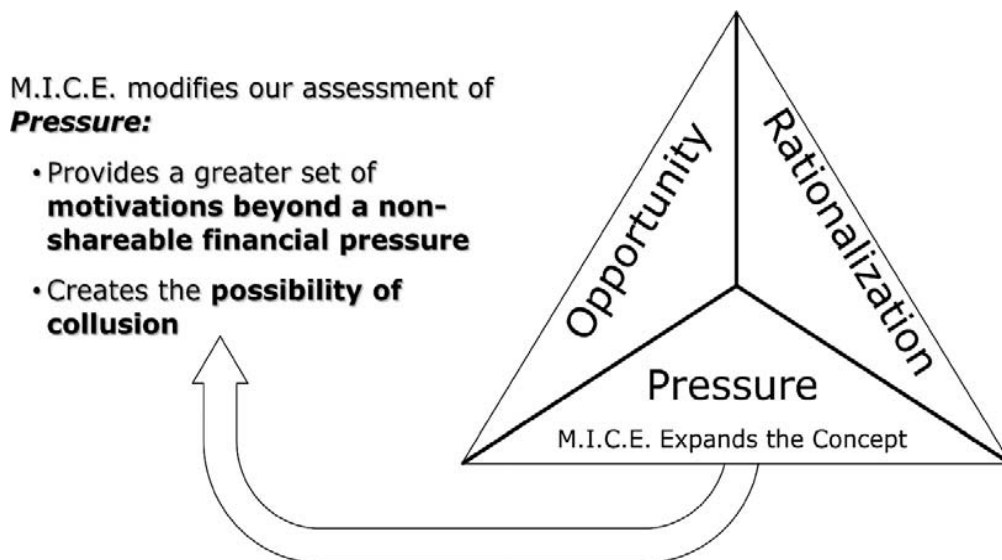 M.I.C.E. modifies our assessment of
Pressure:
• Provides a greater set of
motivations beyond a non-
shareable financial pressure
• Creates the possibility of
collusion
Opportunity
Rationalization
Pressure
M.I.C.E. Expands the Concept